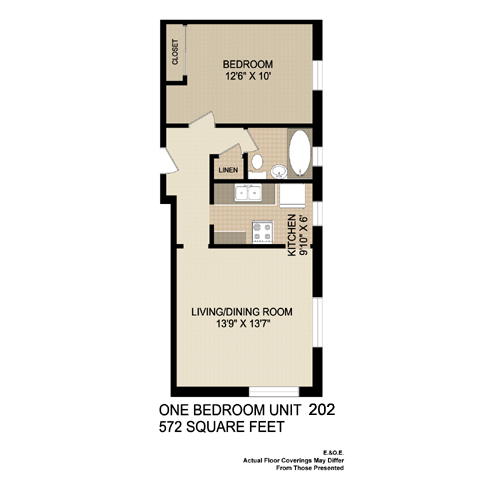 CLOSET
BEDROOM
12'6" X 10'
LINEN
KITCHEN
9'10" X 6'
LIVING/DINING ROOM
13'9" X 13'7"
ONE BEDROOM UNIT 202
572 SQUARE FEET
E.&O.E.
Actual Floor Coverings May Differ
From Those Presented